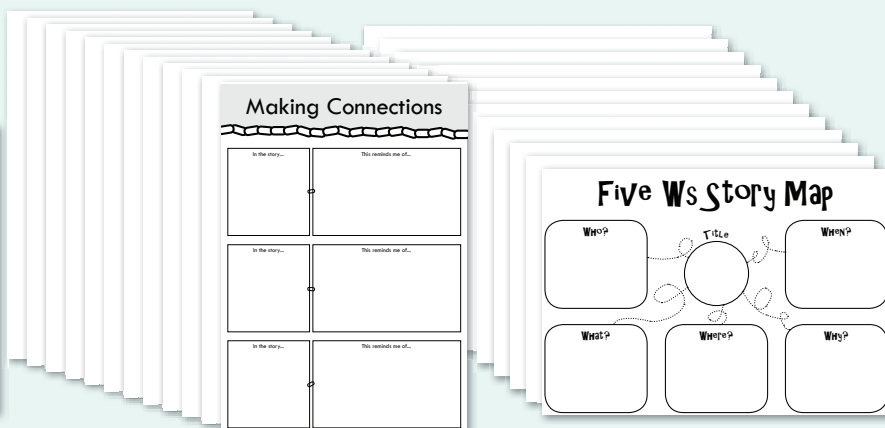 Making Connections
In the story...
This reminds me of...
In the story...
This reminds me of...
In the story...
This reminds me of...
Five Ws Story Map
Who?
Title
When?
What?
Where?
Why?